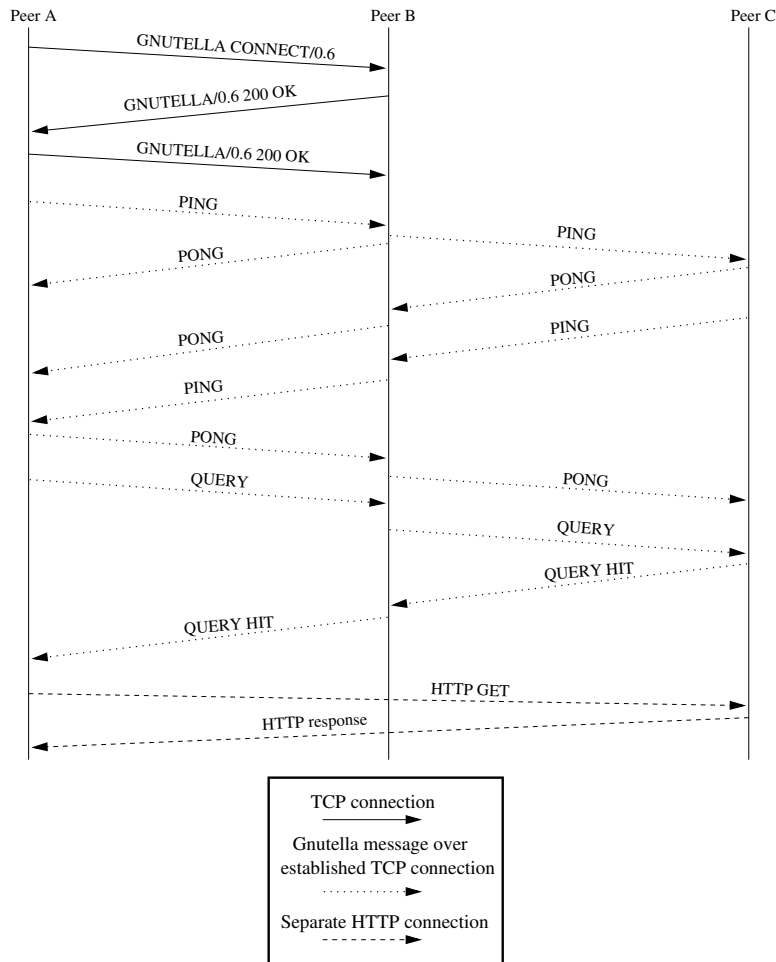 Peer A
Peer B
Peer C
GNUTELLA CONNECT/0.6
GNUTELLA/0.6 200 OK
GNUTELLA/0.6 200 OK
PING
PING
PONG
PONG
PING
PONG
PING
PONG
QUERY
PONG
QUERY
QUERY HIT
QUERY HIT
HTTP GET
HTTP response
TCP connection
Gnutella message over
established TCP connection
Separate HTTP connection